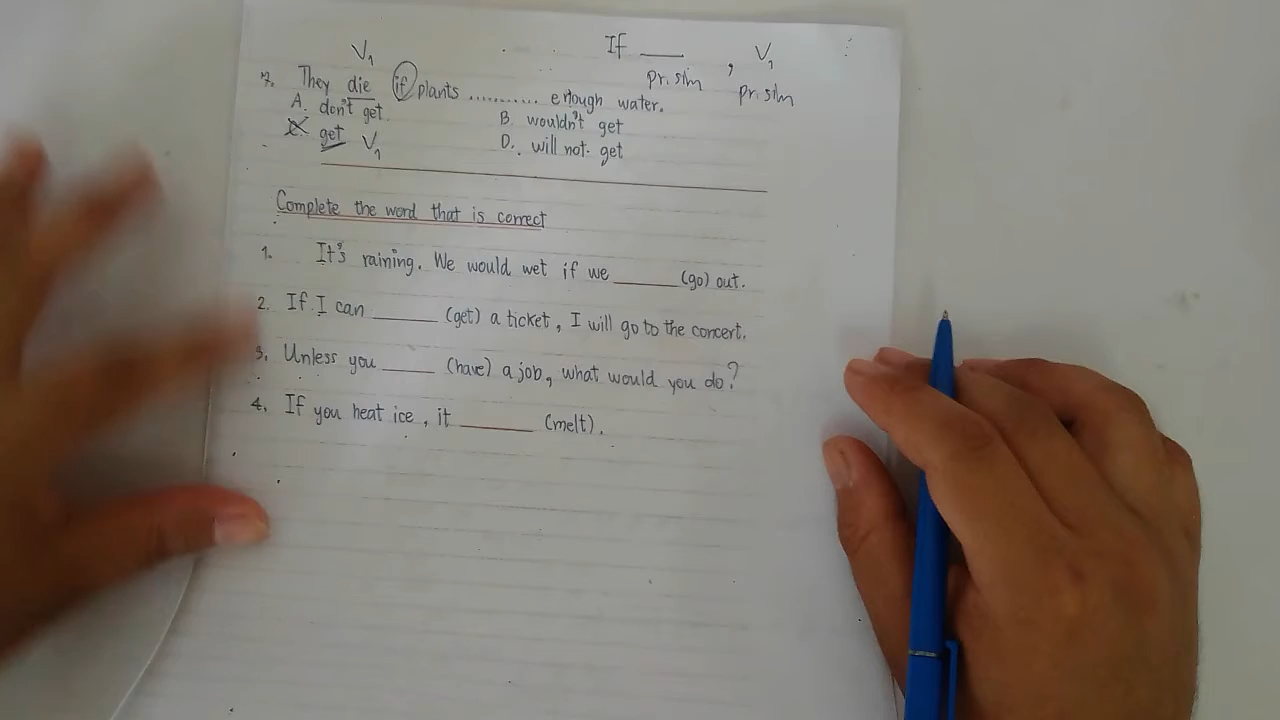 If ____ , V1
pr. sim pr. sim
V1
7. They die if plants ........... enough water.
A. don't get B. wouldn't get
C. get V1 D. will not get
Complete the word that is correct
1. It's raining. We would wet if we ______ (go) out.
2. If I can ______ (get) a ticket, I will go to the concert.
3. Unless you _____ (have) a job, what would you do?
4. If you heat ice, it ______ (melt).